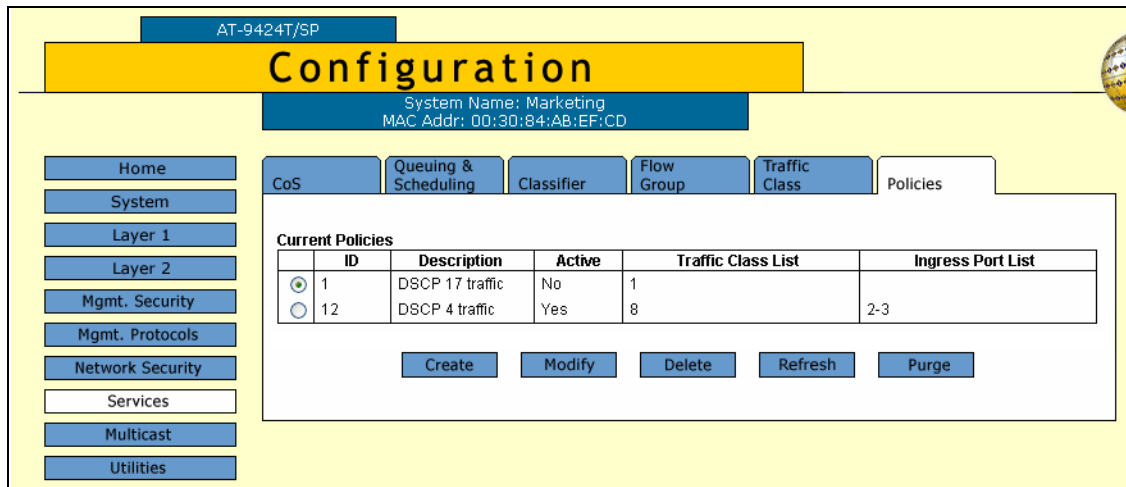 AT-9424T/SP
Configuration
System Name: Marketing
MAC Addr: 00:30:84:AB:EF:CD
Home
System
Layer 1
Layer 2
Mgmt. Security
Mgmt. Protocols
Network Security
Services
Multicast
Utilities
CoS
Queuing &
Scheduling
Classifier
Flow
Group
Traffic
Class
Policies
Current Policies
ID Description Active Traffic Class List Ingress Port List
1 DSCP 17 traffic No 1
12 DSCP 4 traffic Yes 8 2-3
Create Modify Delete Refresh Purge